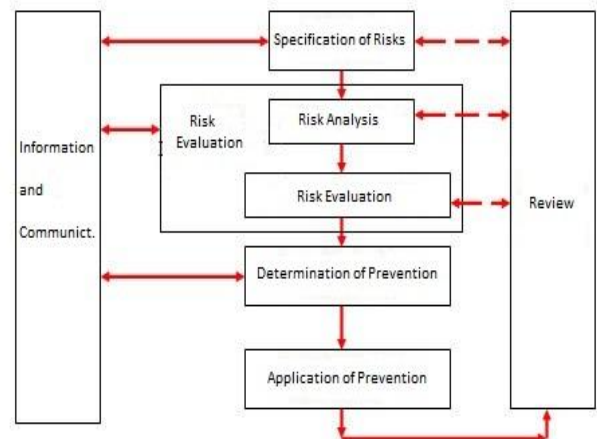 Information
and
Communict.
Specification of Risks
Risk
Evaluation
Risk Analysis
Risk Evaluation
Determination of Prevention
Application of Prevention
Review